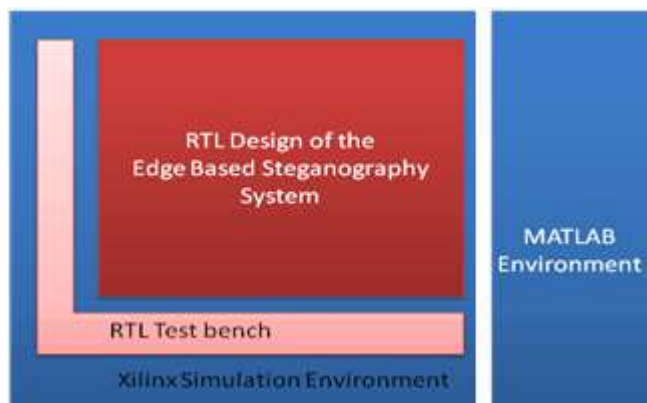 RTL Design of the
Edge Based Steganography
System
RTL Test bench
Xilinx Simulation Environment
MATLAB
Environment